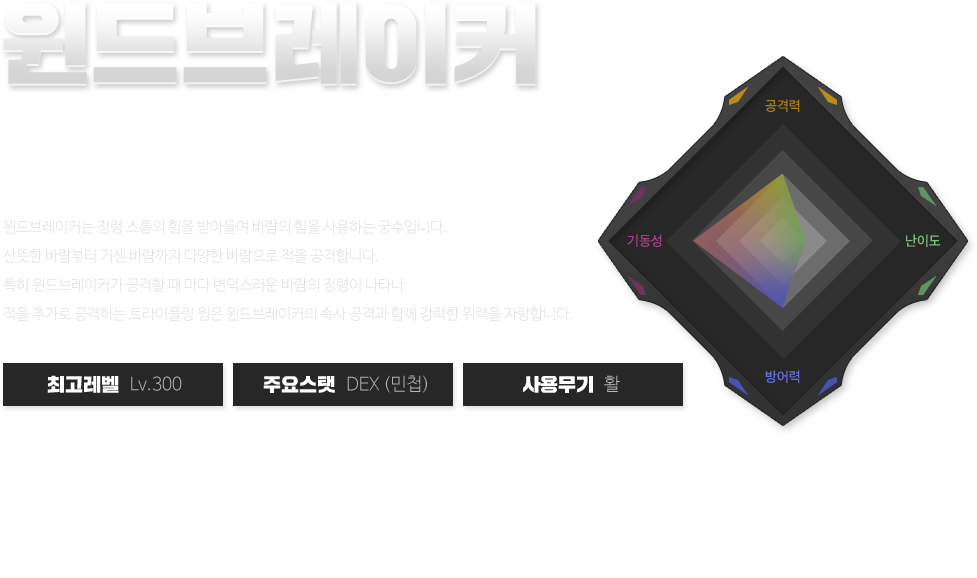 윈드브레이커
윈드브레이커는 정령 스톰의 힘을 받아들여 바람의 힘을 사용하는 궁수입니다.
산뜻한 바람부터 거센 바람까지 다양한 바람으로 적을 공격합니다.
특히 윈드브레이커가 공격할 때 마다 변덕스러운 바람의 정령이 나타나
적을 추가로 공격하는 트라이플링 윔은 윈드브레이커의 속사 공격과 함께 강력한 위력을 자랑합니다.
최고레벨 Lv.300
주요스탯 DEX (민첩)
사용무기 활
공격력
기동성
난이도
방어력